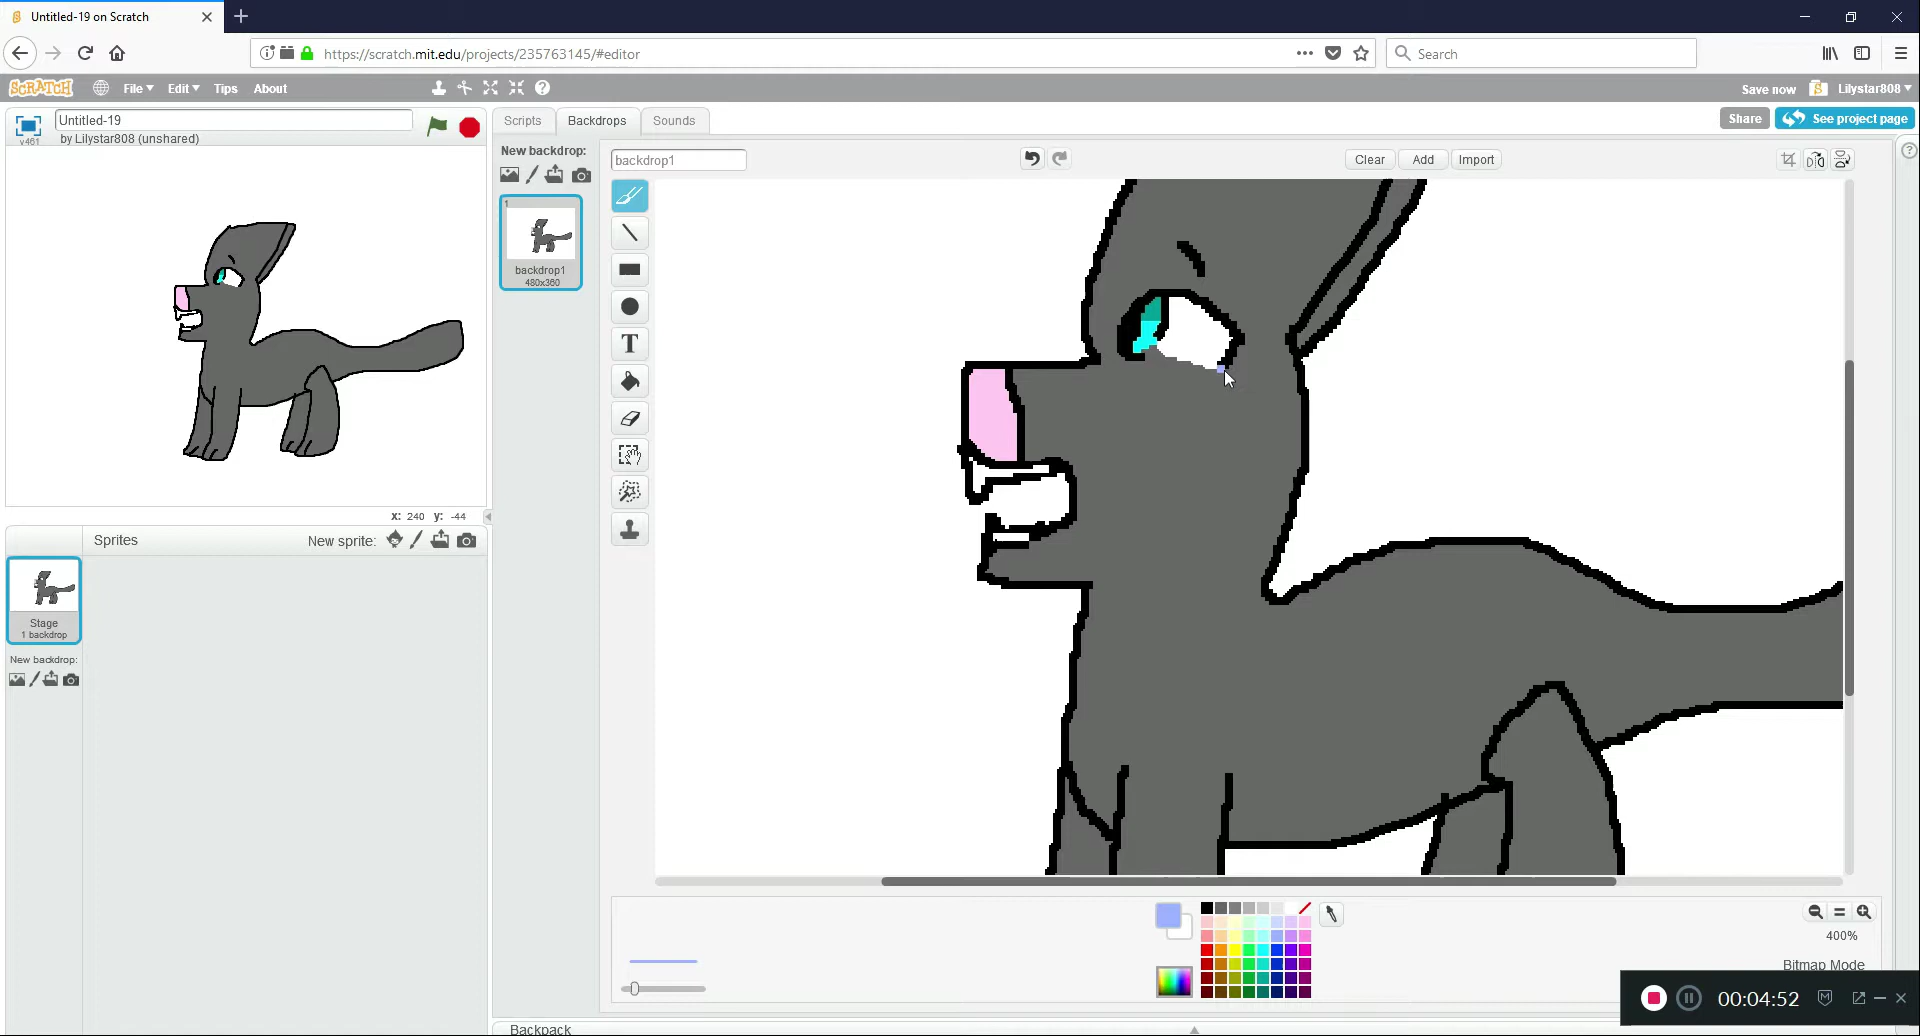 Untitled-19 on Scratch
https://scratch.mit.edu/projects/235763145/#editor
Search
SCRATCH
File
Edit
Tips
About
Save now
Lilystar808
Untitled-19
by Lilystar808 (unshared)
v461
Scripts
Backdrops
Sounds
Share
See project page
New backdrop:
backdrop1
Clear
Add
Import
1
backdrop1
480x360
T
x: 240 y: -44
Sprites
New sprite:
Stage
1 backdrop
New backdrop:
400%
Bitmap Mode
00:04:52
Backpack